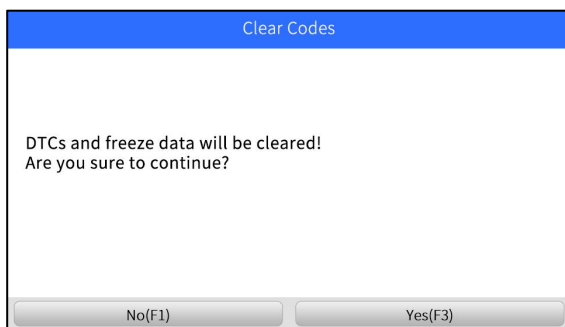 Clear Codes
DTCs and freeze data will be cleared!
Are you sure to continue?
No(F1)
Yes(F3)